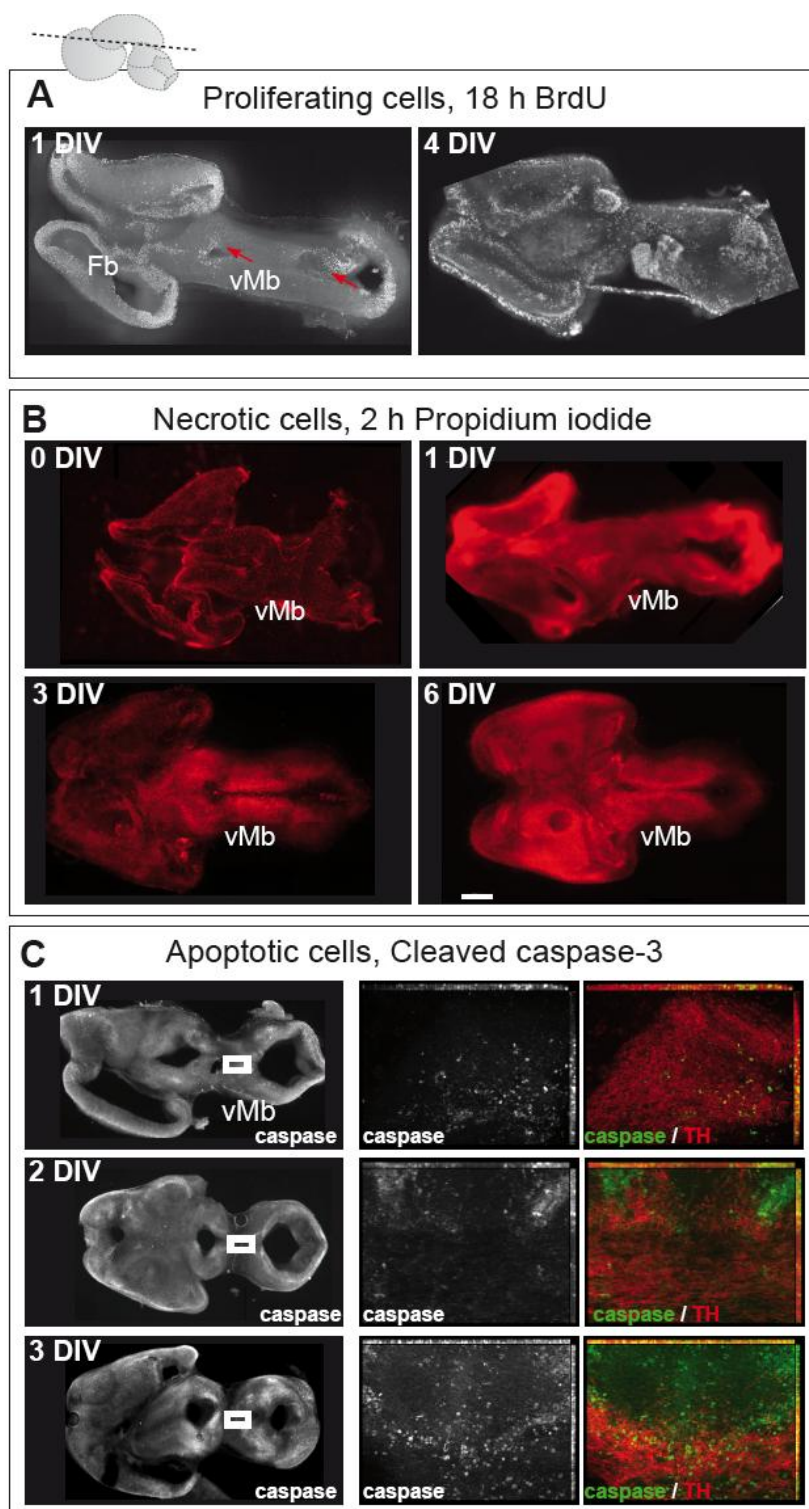 A Proliferating cells, 18 h BrdU
1 DIV
Fb
vMb
4 DIV
B Necrotic cells, 2 h Propidium iodide
0 DIV
vMb
1 DIV
vMb
3 DIV
vMb
6 DIV
vMb
C Apoptotic cells, Cleaved caspase-3
1 DIV
vMb
caspase
caspase
caspase / TH
2 DIV
caspase
caspase
caspase / TH
3 DIV
caspase
caspase
caspase / TH